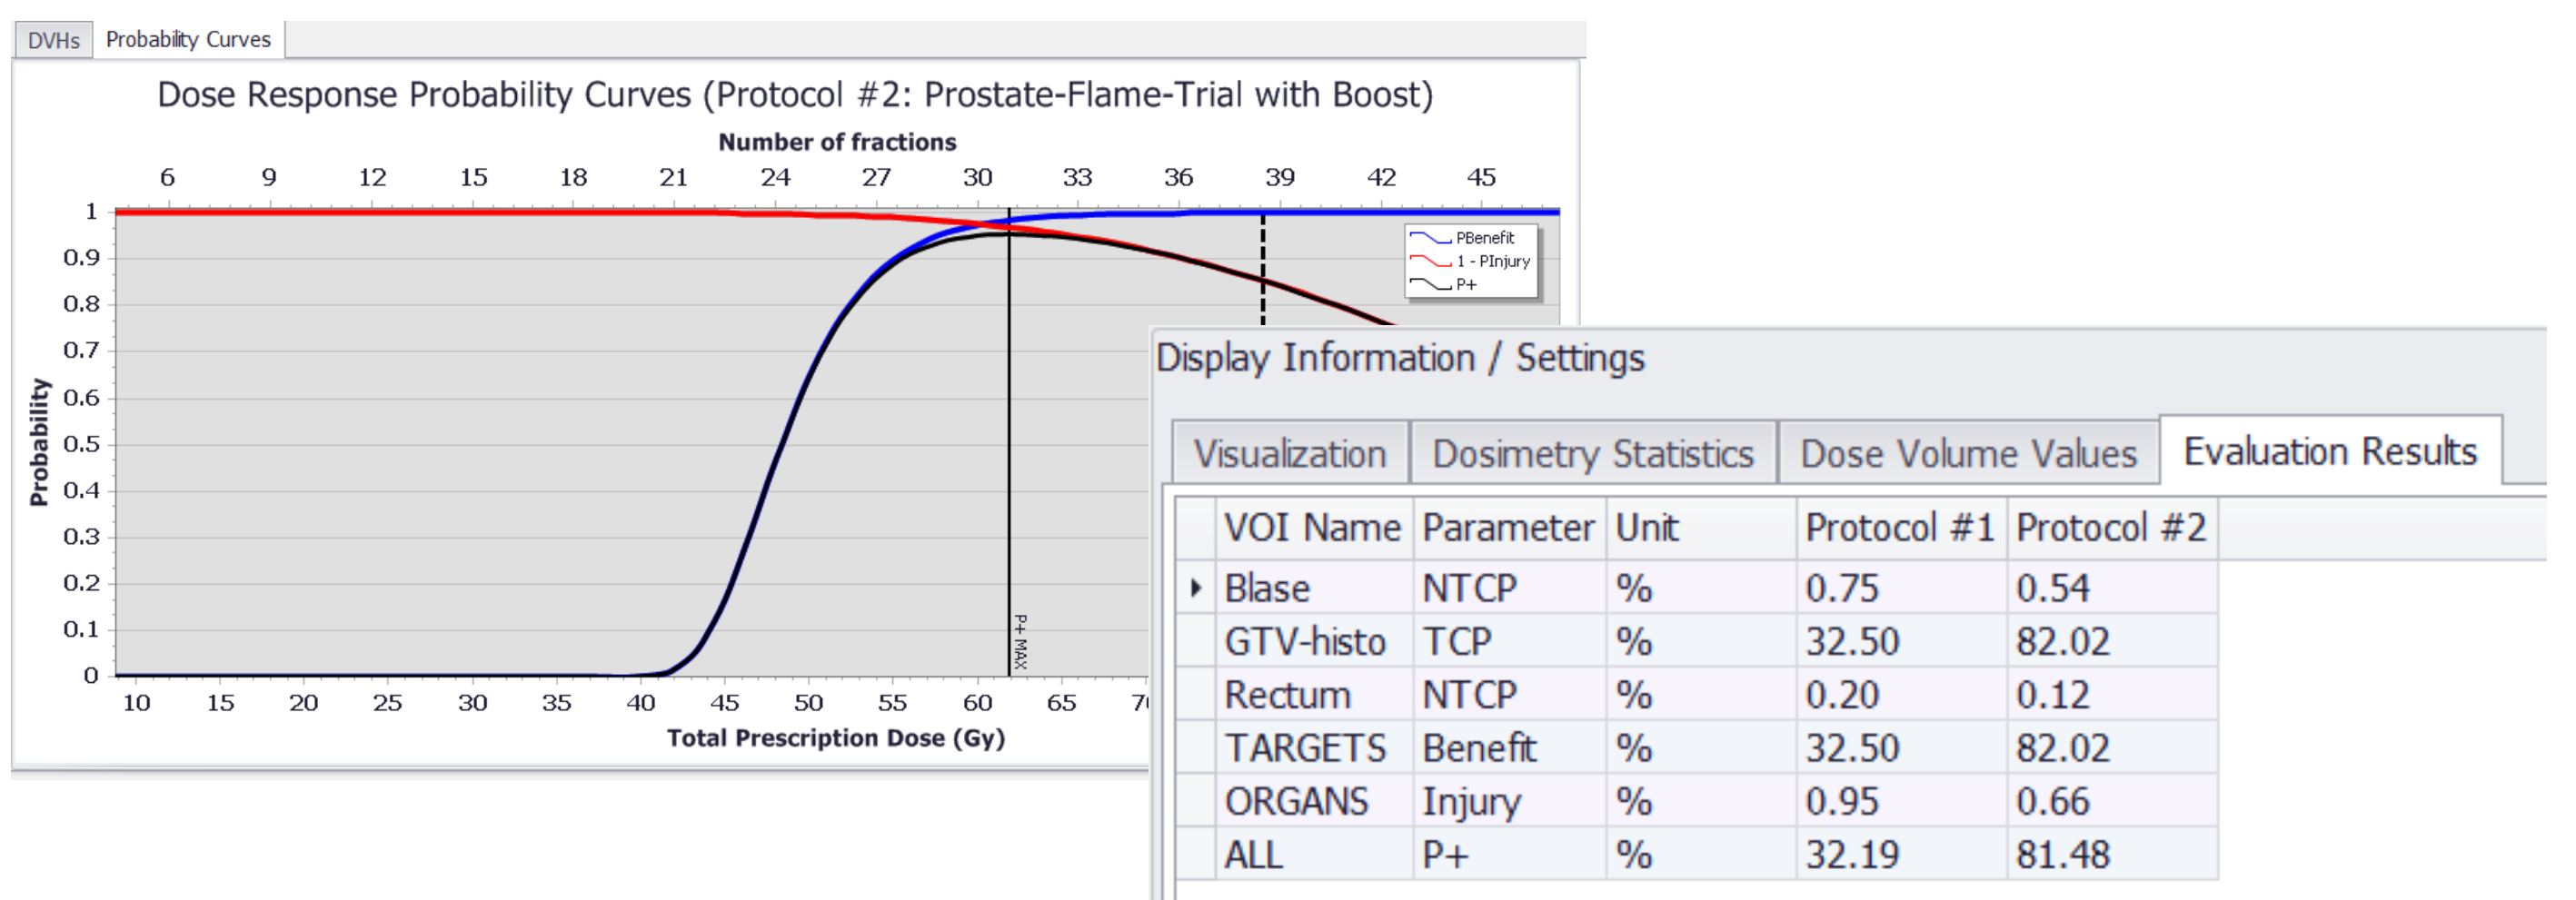 DVHs Probability Curves
Dose Response Probability Curves (Protocol #2: Prostate-Flame-Trial with Boost)
Number of fractions
6 9 12 15 18 21 24 27 30 33 36 39 42 45
1
0.9
0.8
0.7
0.6
0.5
0.4
0.3
0.2
0.1
0
Probability
PBenefit
1 - PInjury
P+
P+ MAX
10 15 20 25 30 35 40 45 50 55 60 65
Total Prescription Dose (Gy)
Display Information / Settings
Visualization Dosimetry Statistics Dose Volume Values Evaluation Results
VOI Name Parameter Unit Protocol #1 Protocol #2
Blase NTCP % 0.75 0.54
GTV-histo TCP % 32.50 82.02
Rectum NTCP % 0.20 0.12
TARGETS Benefit % 32.50 82.02
ORGANS Injury % 0.95 0.66
ALL P+ % 32.19 81.48